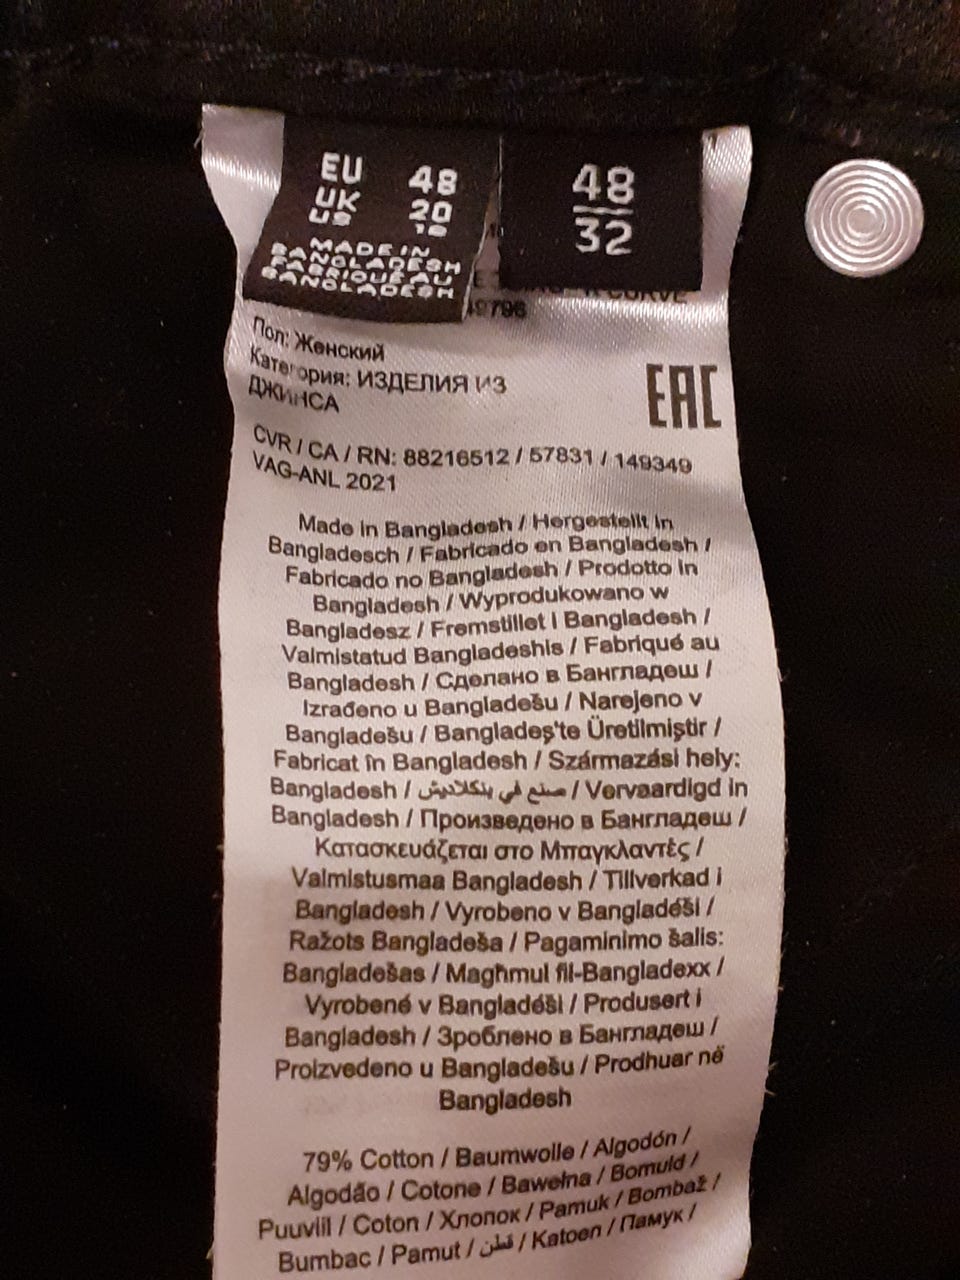 EU 48
UK 20
US 16
MADE IN
BANGLADESH
FABRIQUÉ AU
BANGLADESH
48
32
CURVE
49796
Пол: Женский
Категория: ИЗДЕЛИЯ ИЗ
ДЖИНСА
EAC
CVR / CA / RN: 88216512 / 57831 / 149349
VAG-ANL 2021
Made in Bangladesh / Hergestellt in
Bangladesch / Fabricado en Bangladesh /
Fabricado no Bangladesh / Prodotto in
Bangladesh / Wyprodukowano w
Bangladesz / Fremstillet i Bangladesh /
Valmistatud Bangladeshis / Fabriqué au
Bangladesh / Сделано в Бангладеш /
Izrađeno u Bangladešu / Narejeno v
Bangladešu / Bangladeş'te Üretilmiştir /
Fabricat în Bangladesh / Származási hely:
Bangladesh / صنع في بنكلاديش / Vervaardigd in
Bangladesh / Произведено в Бангладеш /
Κατασκευάζεται στο Μπαγκλαντές /
Valmistusmaa Bangladesh / Tillverkad i
Bangladesh / Vyrobeno v Bangladéši /
Ražots Bangladeša / Pagaminimo šalis:
Bangladešas / Magħmul fil-Bangladexx /
Vyrobené v Bangladéši / Produsert i
Bangladesh / Зроблено в Бангладеш /
Proizvedeno u Bangladešu / Prodhuar në
Bangladesh
79% Cotton / Baumwolle / Algodón /
Algodão / Cotone / Bawełna / Bomuld /
Puuvill / Coton / Хлопок / Pamuk / Bombaž /
Bumbac / Pamut / قطن / Katoen / Памук /